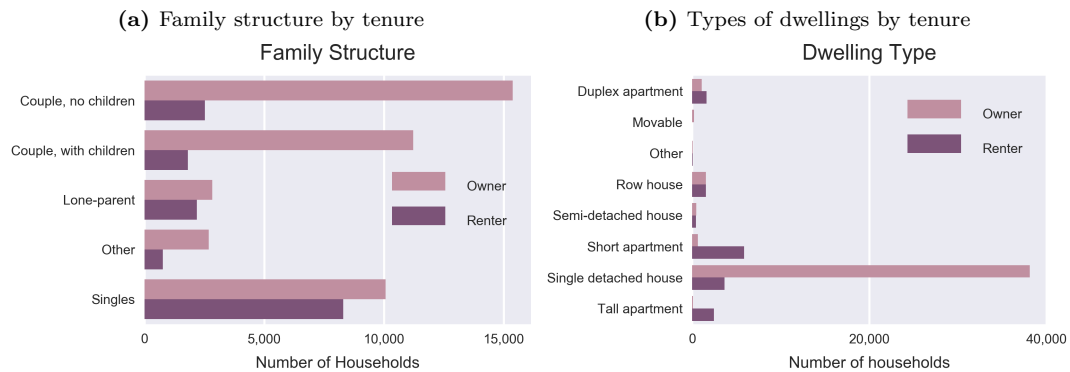 (a) Family structure by tenure
Family Structure
Couple, no children
Couple, with children
Lone-parent
Other
Singles
Owner
Renter
0 5,000 10,000 15,000
Number of Households
(b) Types of dwellings by tenure
Dwelling Type
Duplex apartment
Movable
Other
Row house
Semi-detached house
Short apartment
Single detached house
Tall apartment
Owner
Renter
0 20,000 40,000
Number of households